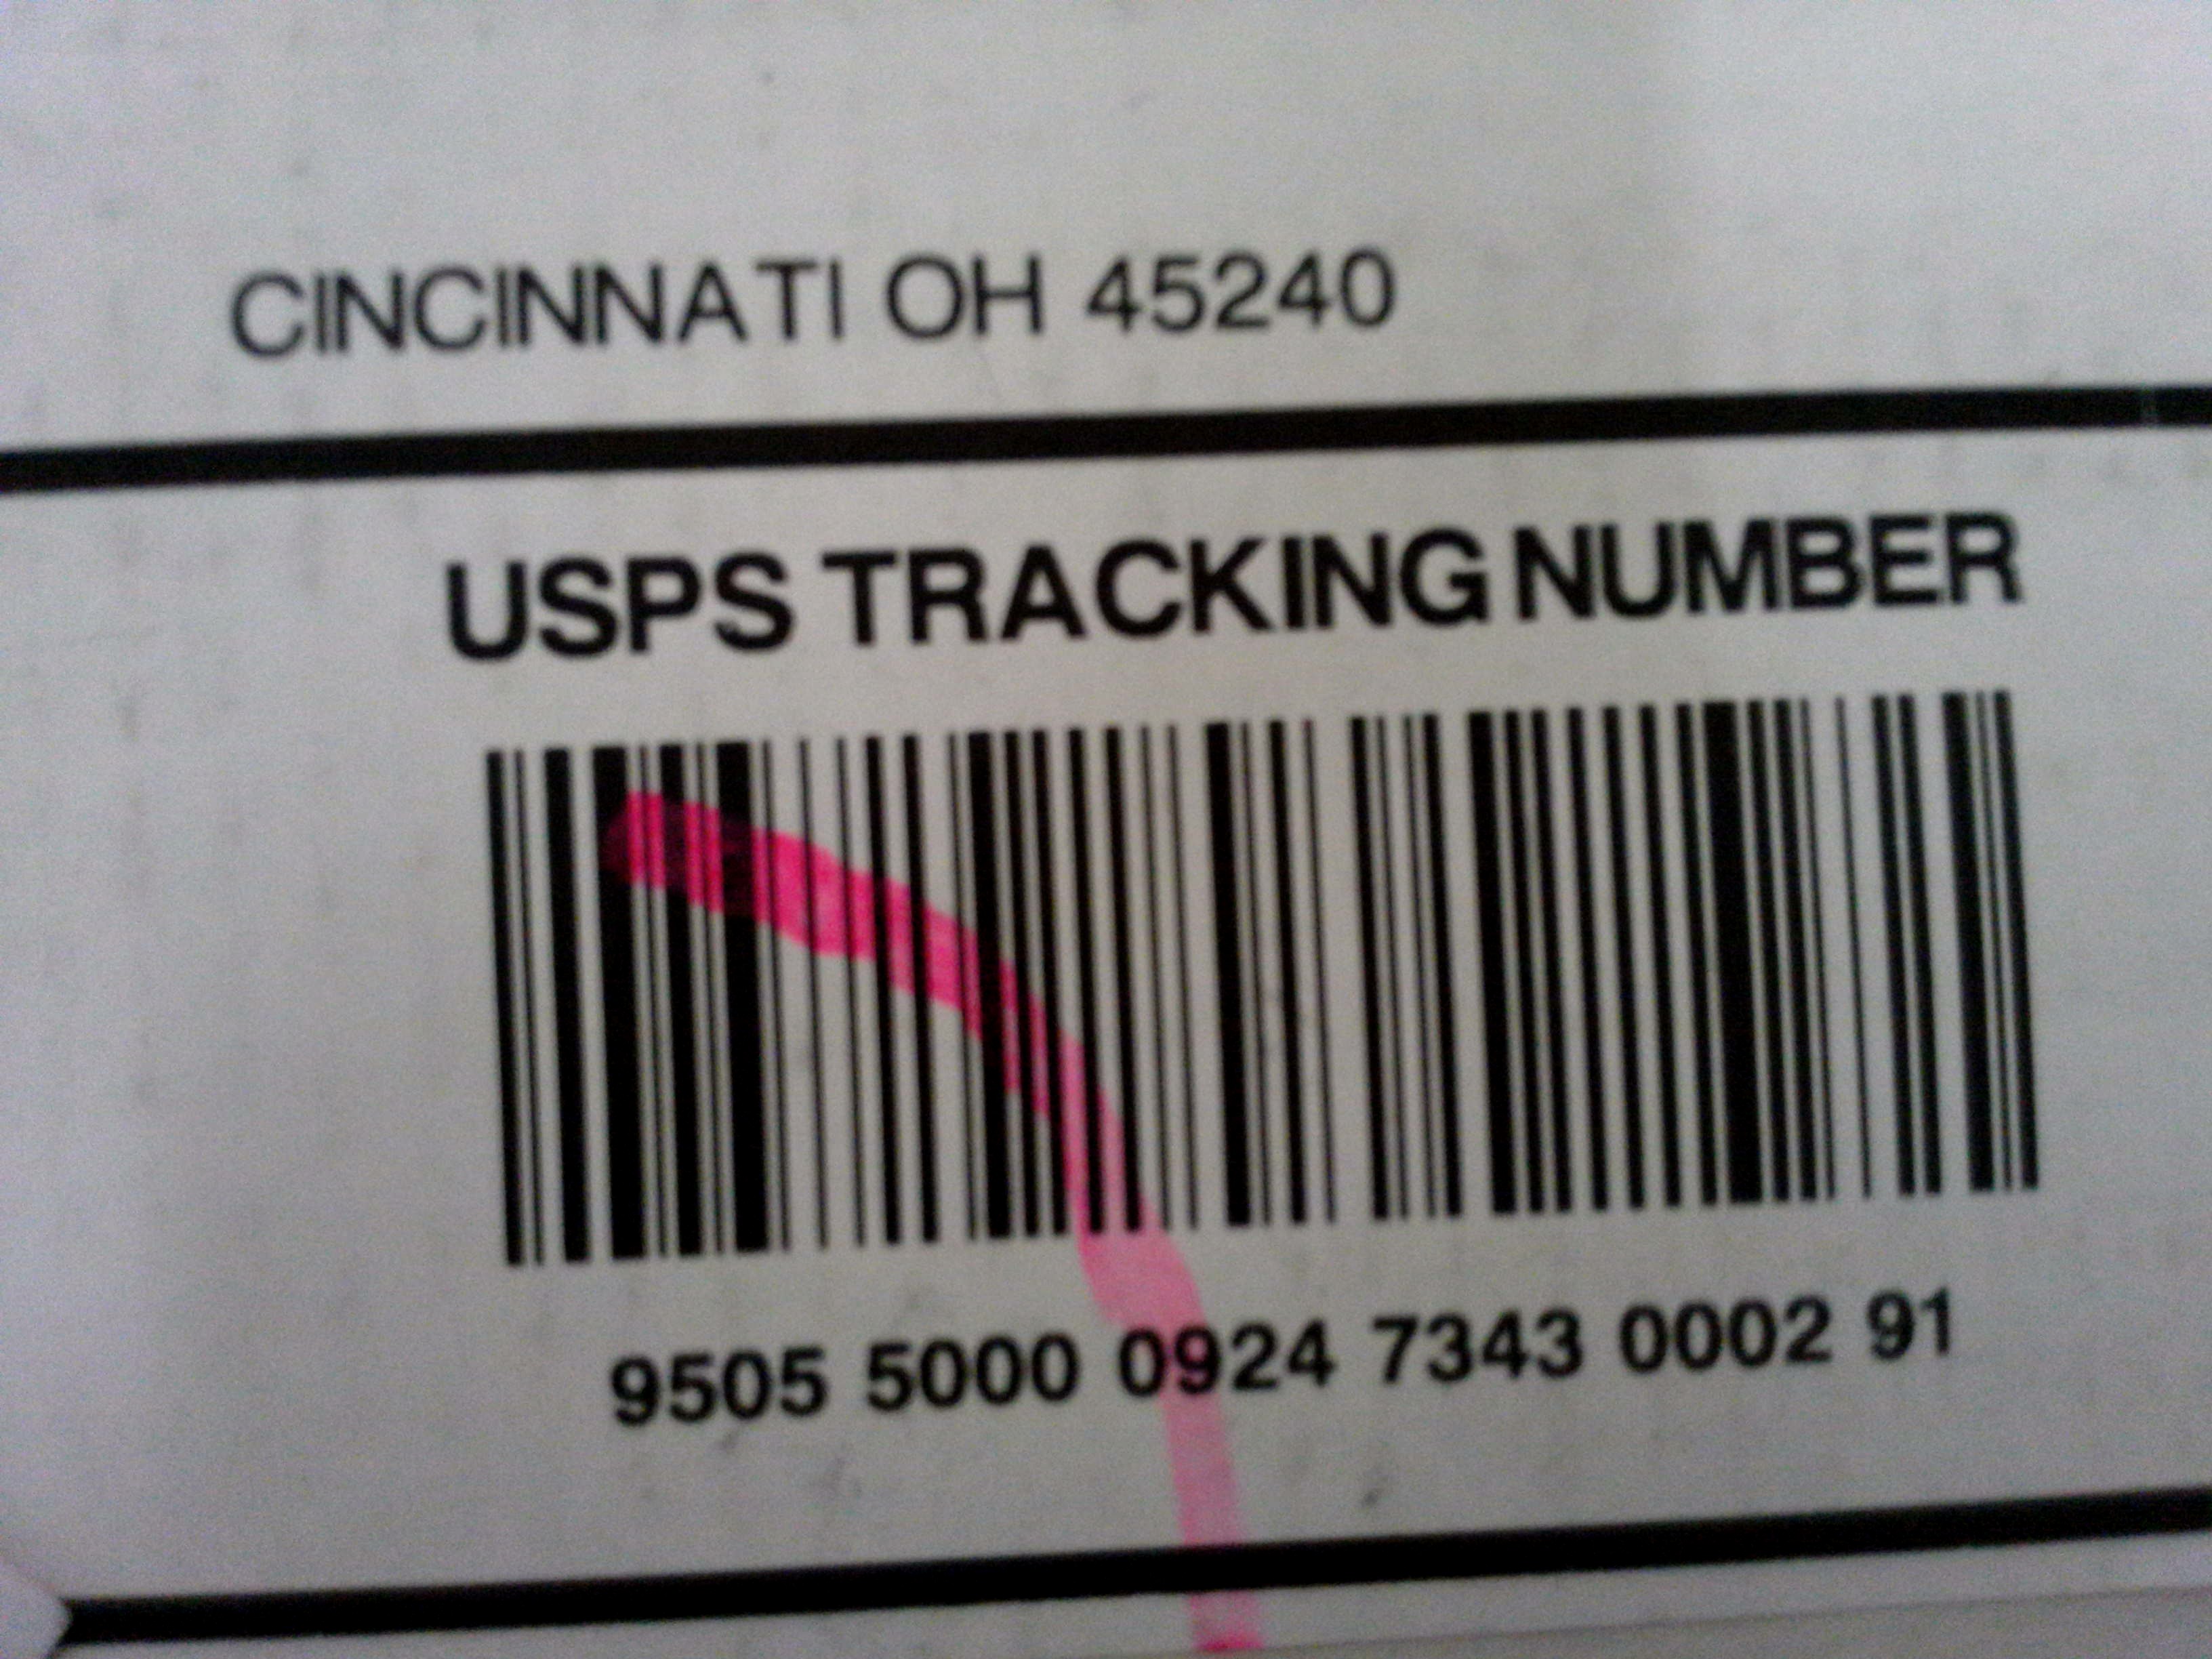 CINCINNATI OH 45240
USPS TRACKING NUMBER
9505 5000 0924 7343 0002 91